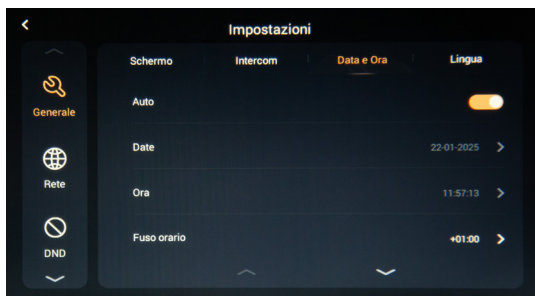 Impostazioni
Generale
Rete
DND
Schermo Intercom Data e Ora Lingua
Auto
Date 22-01-2025
Ora 11:57:13
Fuso orario +01:00